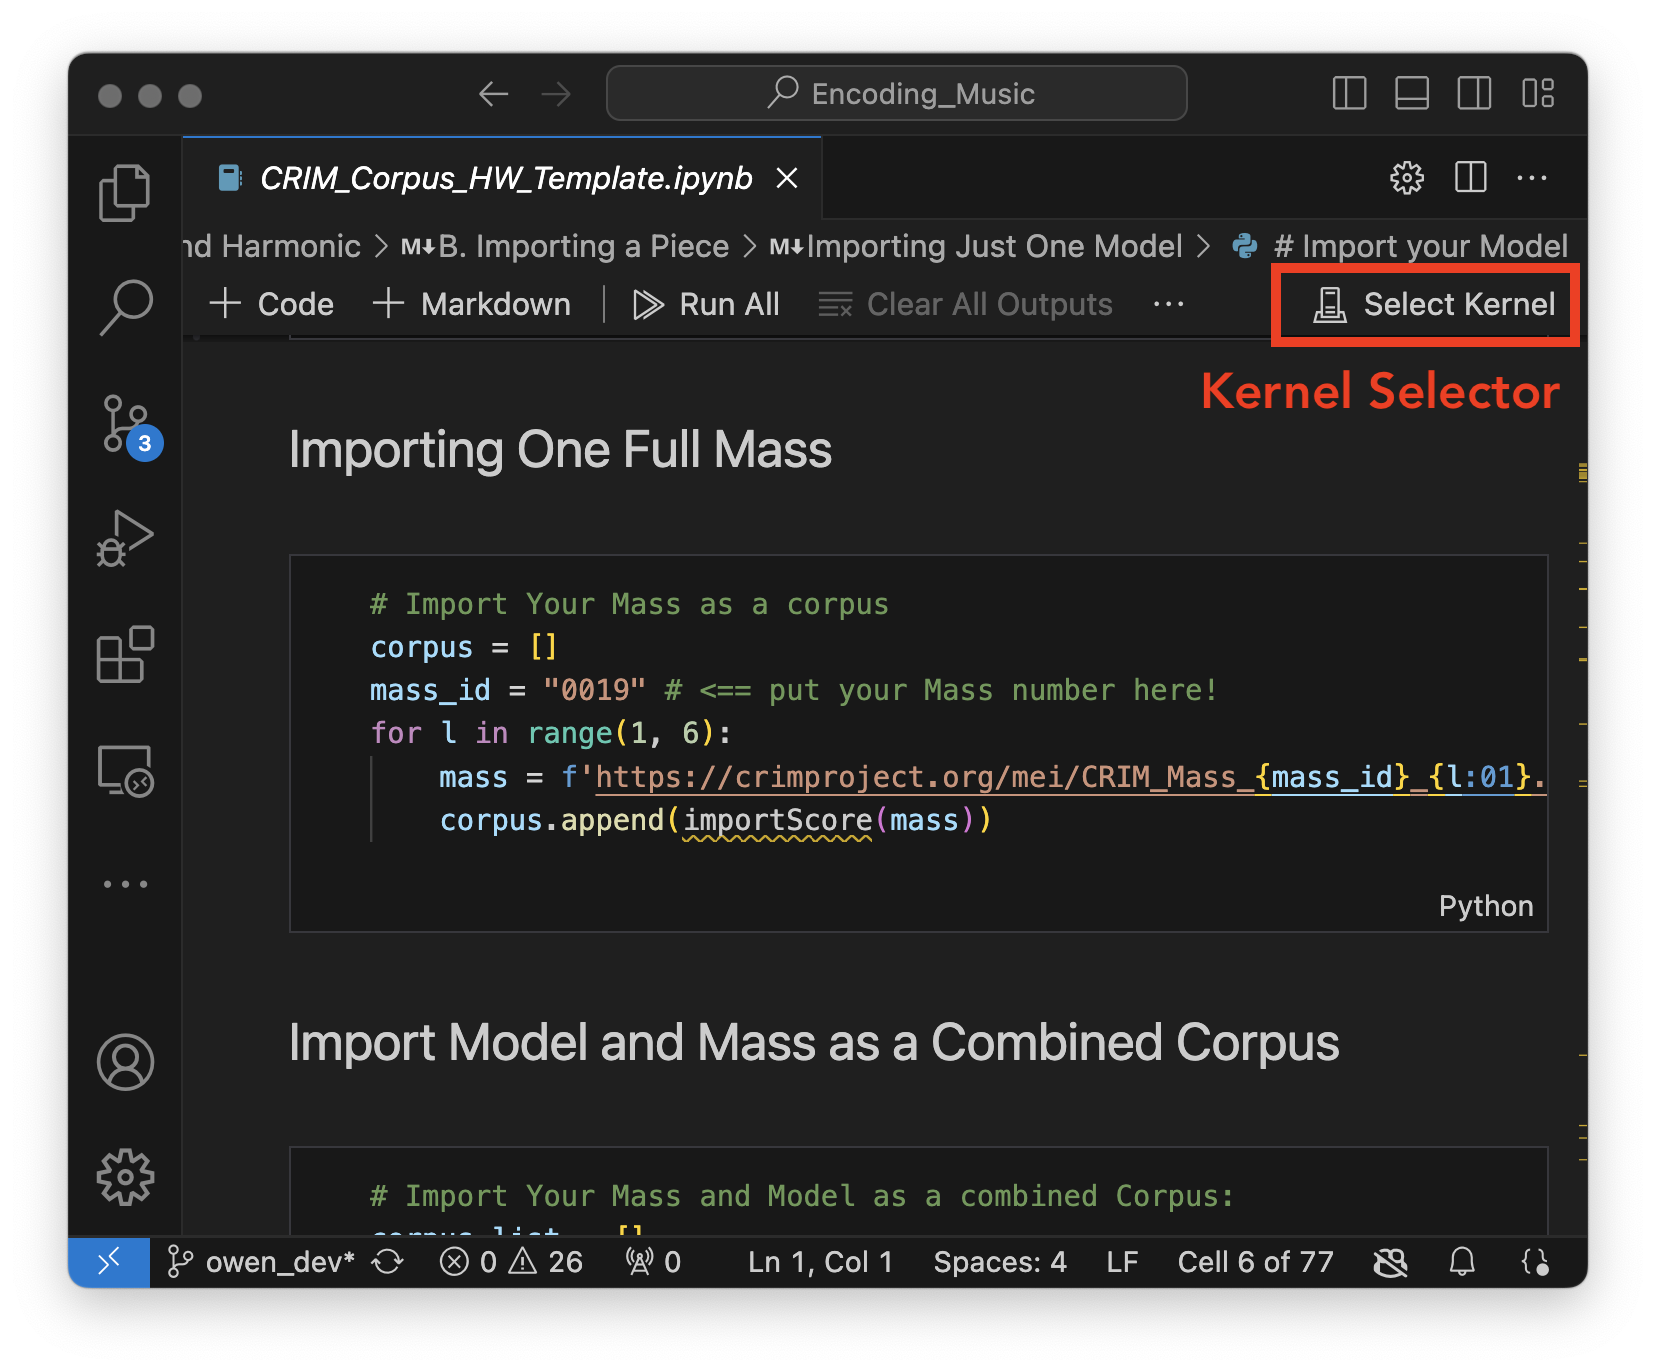 Encoding_Music
CRIM_Corpus_HW_Template.ipynb
nd Harmonic > M↓B. Importing a Piece > M↓Importing Just One Model > # Import your Model
+ Code + Markdown | Run All Clear All Outputs ··· Select Kernel
Kernel Selector
3
Importing One Full Mass
# Import Your Mass as a corpus
corpus = []
mass_id = "0019" # <== put your Mass number here!
for l in range(1, 6):
    mass = f'https://crimproject.org/mei/CRIM_Mass_{mass_id}_{l:01}.
    corpus.append(importScore(mass))
Python
Import Model and Mass as a Combined Corpus
# Import Your Mass and Model as a combined Corpus:
corpus_list = []
owen_dev* 0 26 0 Ln 1, Col 1 Spaces: 4 LF Cell 6 of 77